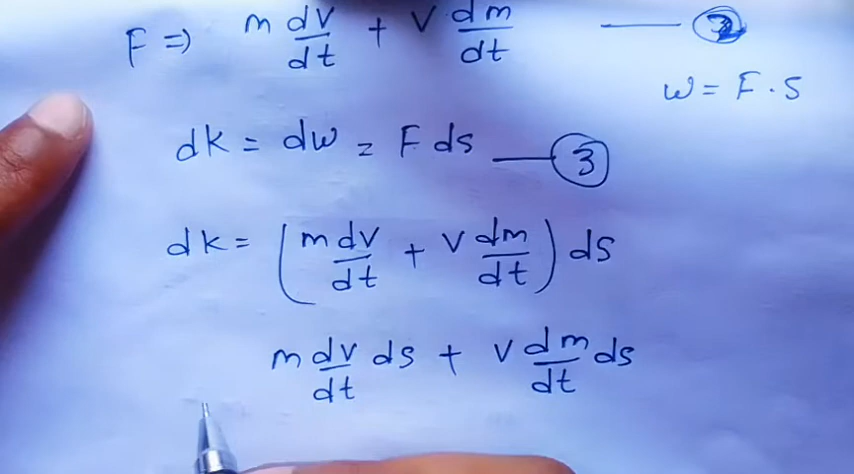 F ⇒ m dv/dt + v dm/dt —— ②
w = F . s
dk = dw = F ds —— ③
dk = (m dv/dt + v dm/dt) ds
m dv/dt ds + v dm/dt ds